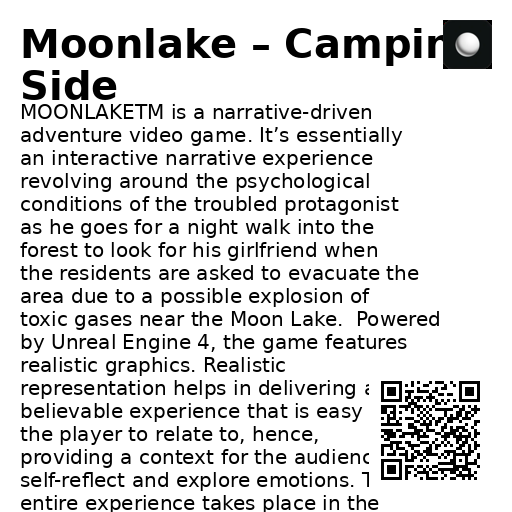 Moonlake – Campin
Side
MOONLAKETM is a narrative-driven
adventure video game. It’s essentially
an interactive narrative experience
revolving around the psychological
conditions of the troubled protagonist
as he goes for a night walk into the
forest to look for his girlfriend when
the residents are asked to evacuate the
area due to a possible explosion of
toxic gases near the Moon Lake.  Powered
by Unreal Engine 4, the game features
realistic graphics. Realistic
representation helps in delivering a
believable experience that is easy
the player to relate to, hence,
providing a context for the audienc
self-reflect and explore emotions. T
entire experience takes place in the